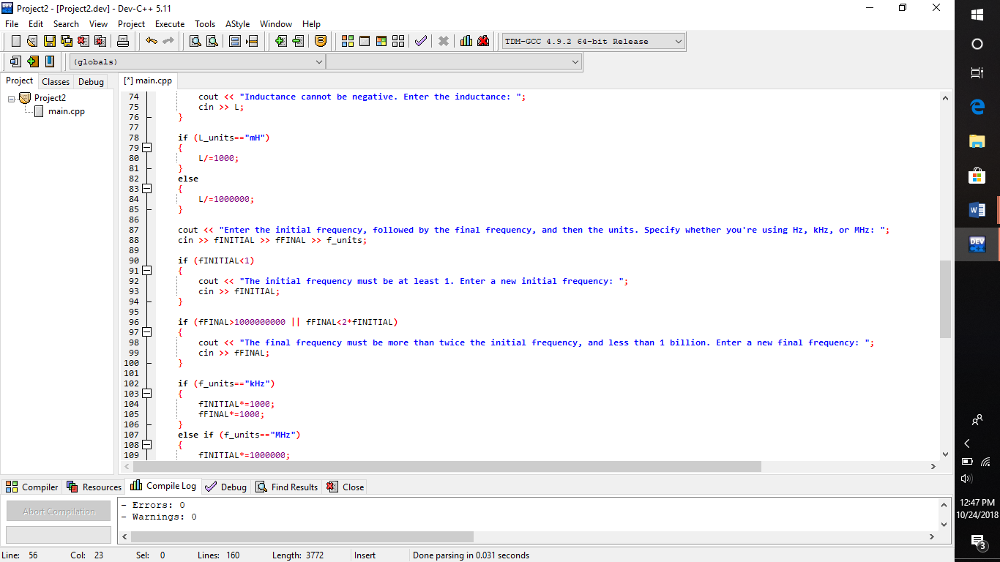 Project2 - [Project2.dev] - Dev-C++ 5.11
File Edit Search View Project Execute Tools AStyle Window Help
TDM-GCC 4.9.2 64-bit Release
(globals)
Project Classes Debug
[*] main.cpp
Project2
main.cpp
74 cout << "Inductance cannot be negative. Enter the inductance: ";
75 cin >> L;
76 }
77
78 if (L_units=="mH")
79 {
80 L/=1000;
81 }
82 else
83 {
84 L/=1000000;
85 }
86
87 cout << "Enter the initial frequency, followed by the final frequency, and then the units. Specify whether you're using Hz, kHz, or MHz: ";
88 cin >> fINITIAL >> fFINAL >> f_units;
89
90 if (fINITIAL<1)
91 {
92 cout << "The initial frequency must be at least 1. Enter a new initial frequency: ";
93 cin >> fINITIAL;
94 }
95
96 if (fFINAL>1000000000 || fFINAL<2*fINITIAL)
97 {
98 cout << "The final frequency must be more than twice the initial frequency, and less than 1 billion. Enter a new final frequency: ";
99 cin >> fFINAL;
100 }
101
102 if (f_units=="kHz")
103 {
104 fINITIAL*=1000;
105 fFINAL*=1000;
106 }
107 else if (f_units=="MHz")
108 {
109 fINITIAL*=1000000;
Compiler Resources Compile Log Debug Find Results Close
Abort Compilation
- Errors: 0
- Warnings: 0
Line: 56 Col: 23 Sel: 0 Lines: 160 Length: 3772 Insert Done parsing in 0.031 seconds
W
DEV
12:47 PM
10/24/2018
3